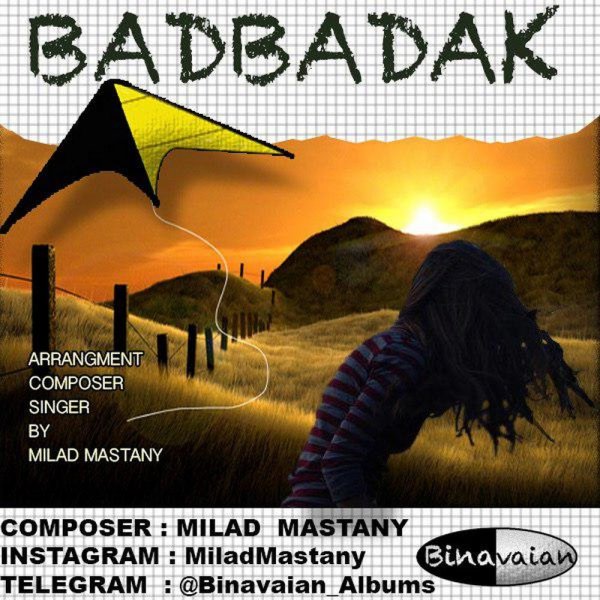 BADBADAK
ARRANGMENT
COMPOSER
SINGER
BY
MILAD MASTANY
COMPOSER : MILAD MASTANY
INSTAGRAM : MiladMastany
TELEGRAM : @Binavaian_Albums
Binavaian